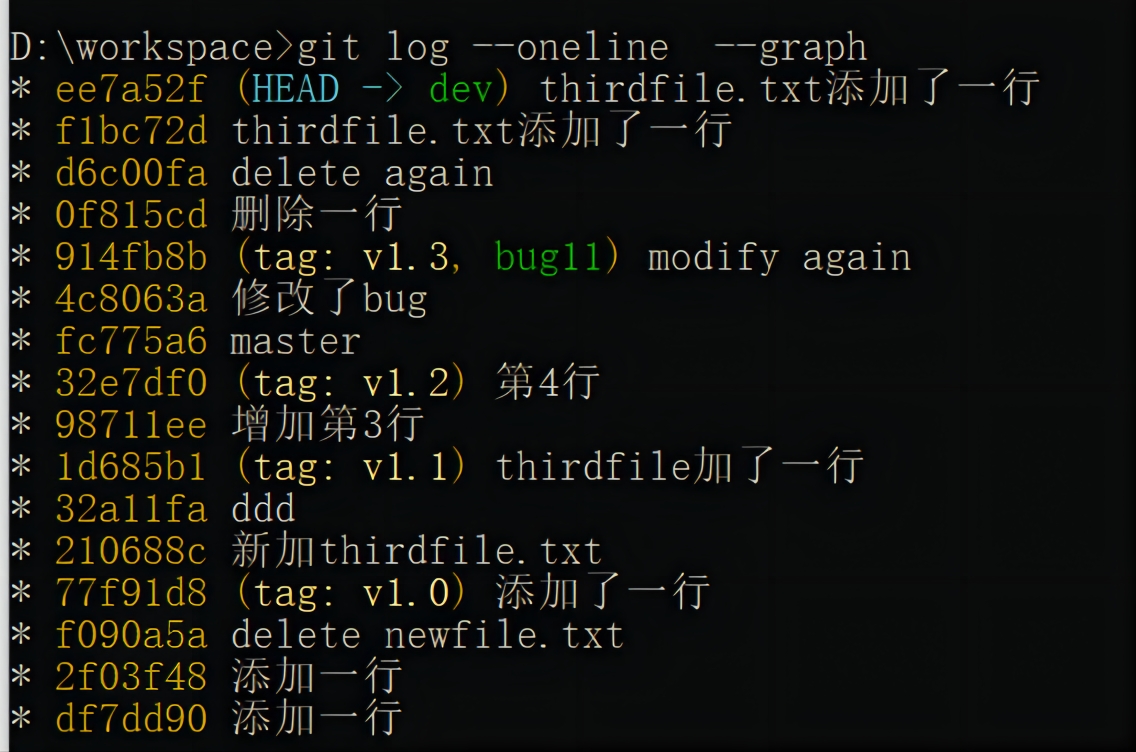 D:\workspace>git log --oneline  --graph
* ee7a52f (HEAD -> dev) thirdfile.txt添加了一行
* f1bc72d thirdfile.txt添加了一行
* d6c00fa delete again
* 0f815cd 删除一行
* 914fb8b (tag: v1.3, bug11) modify again
* 4c8063a 修改了bug
* fc775a6 master
* 32e7df0 (tag: v1.2) 第4行
* 98711ee 增加第3行
* 1d685b1 (tag: v1.1) thirdfile加了一行
* 32a11fa ddd
* 210688c 新加thirdfile.txt
* 77f91d8 (tag: v1.0) 添加了一行
* f090a5a delete newfile.txt
* 2f03f48 添加一行
* df7dd90 添加一行